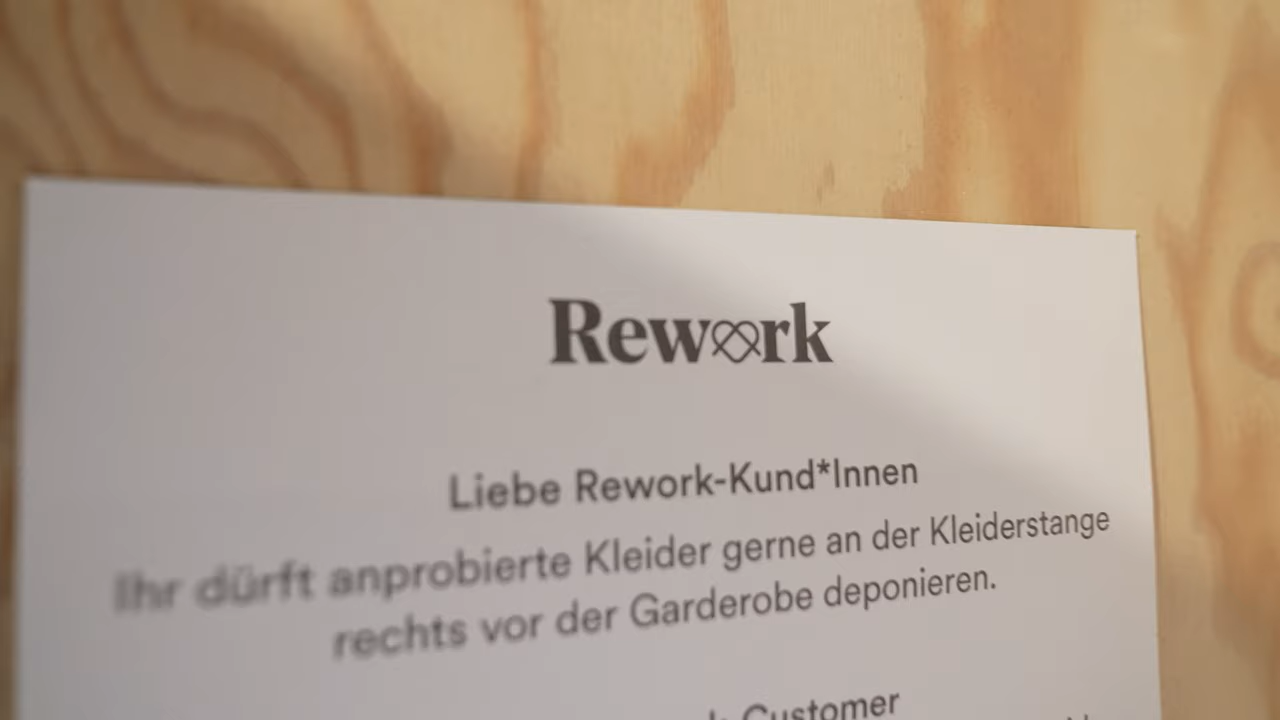 Rework
Liebe Rework-Kund*Innen
Ihr dürft anprobierte Kleider gerne an der Kleiderstange
rechts vor der Garderobe deponieren.
Customer